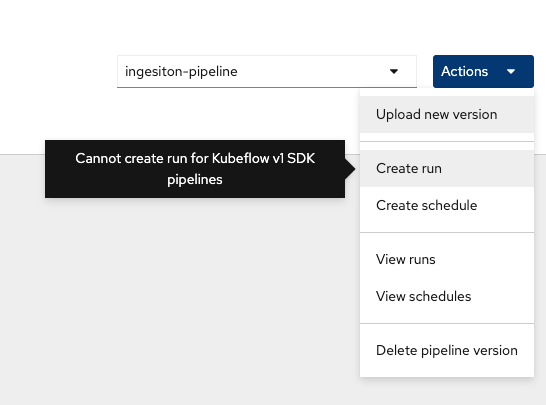 ingesiton-pipeline
Actions
Upload new version
Cannot create run for Kubeflow v1 SDK
pipelines
Create run
Create schedule
View runs
View schedules
Delete pipeline version